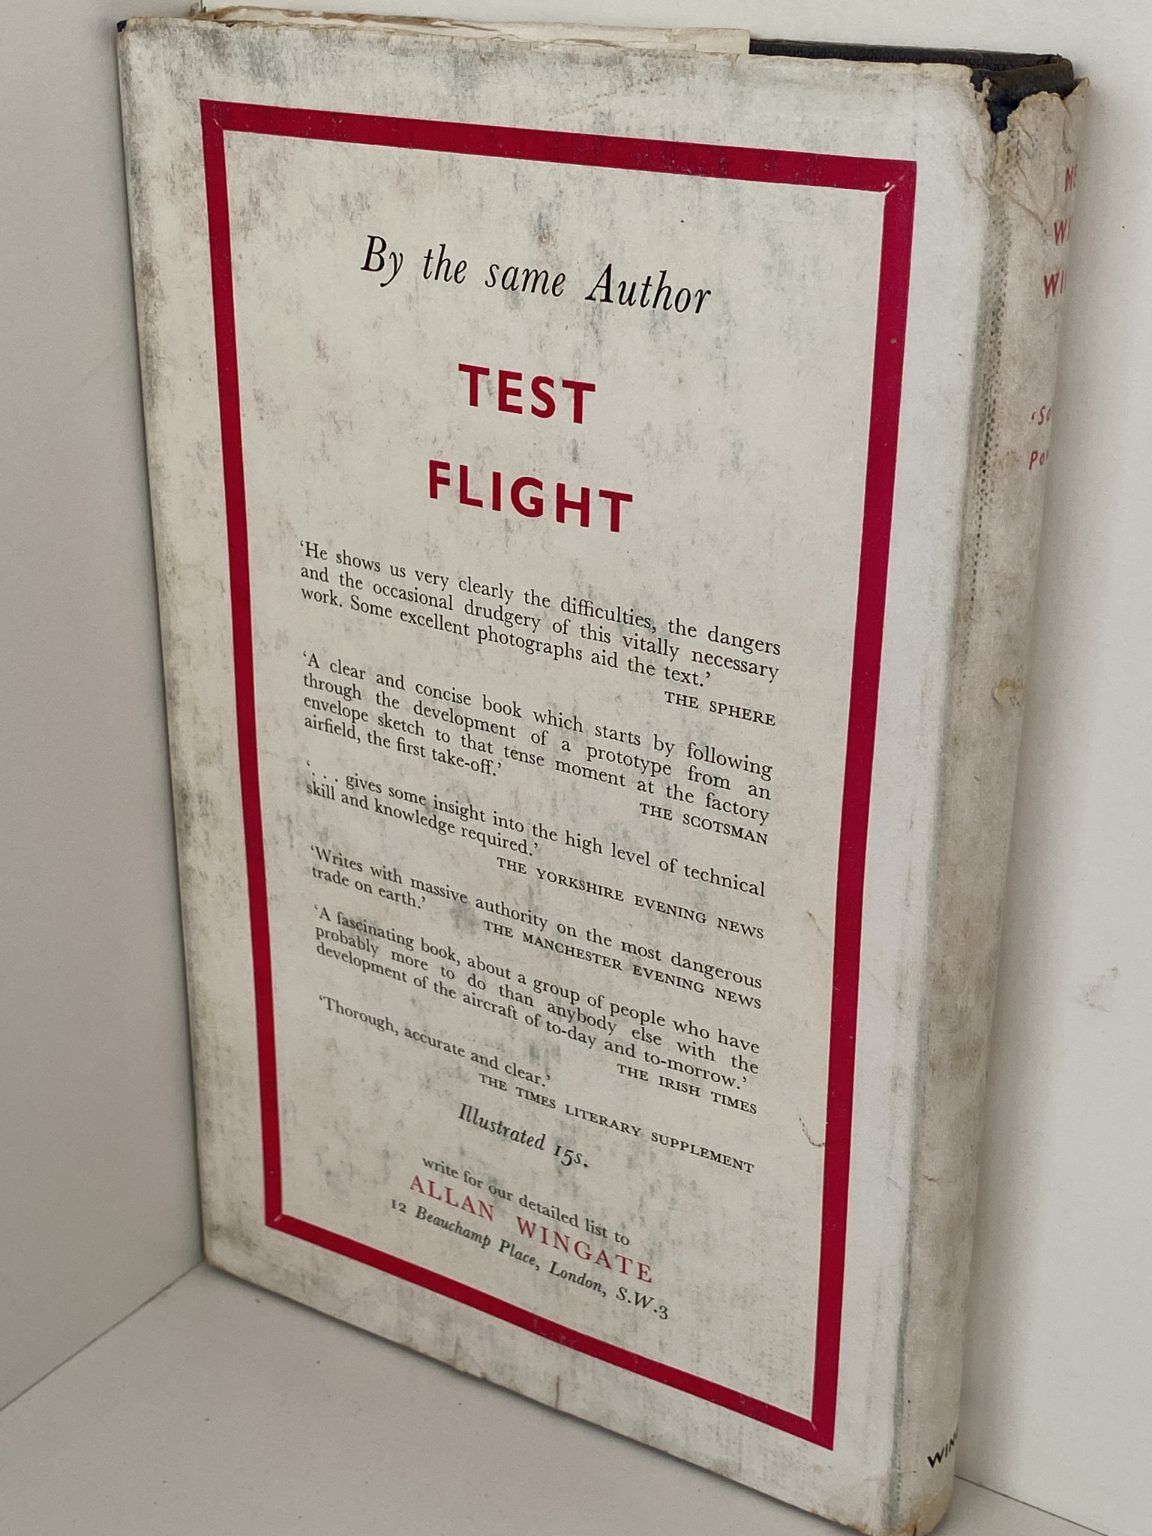 By the same Author
TEST
FLIGHT
‘He shows us very clearly the difficulties, the dangers
and the occasional drudgery of this vitally necessary
work. Some excellent photographs aid the text.’
THE SPHERE
‘A clear and concise book which starts by following
through the development of a prototype from an
envelope sketch to that tense moment at the factory
airfield, the first take-off.’
THE SCOTSMAN
‘. . . gives some insight into the high level of technical
skill and knowledge required.’
THE YORKSHIRE EVENING NEWS
‘Writes with massive authority on the most dangerous
trade on earth.’
THE MANCHESTER EVENING NEWS
‘A fascinating book, about a group of people who have
probably more to do than anybody else with the
development of the aircraft of to-day and to-morrow.’
THE IRISH TIMES
‘Thorough, accurate and clear.’
THE TIMES LITERARY SUPPLEMENT
Illustrated 15s.
write for our detailed list to
ALLAN WINGATE
12 Beauchamp Place, London, S.W.3